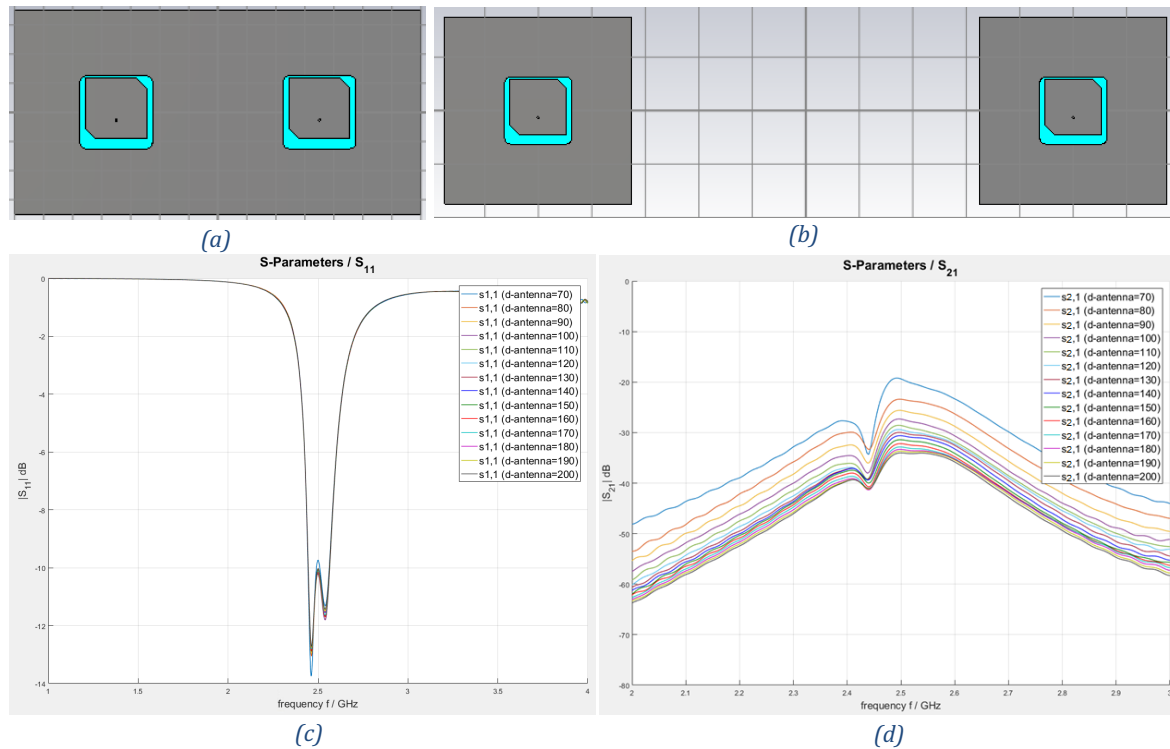 (a)
(b)
S-Parameters / S₁₁
0
-2
-4
-6
-8
-10
-12
-14
|S₁₁| dB
s1,1 (d-antenna=70)
s1,1 (d-antenna=80)
s1,1 (d-antenna=90)
s1,1 (d-antenna=100)
s1,1 (d-antenna=110)
s1,1 (d-antenna=120)
s1,1 (d-antenna=130)
s1,1 (d-antenna=140)
s1,1 (d-antenna=150)
s1,1 (d-antenna=160)
s1,1 (d-antenna=170)
s1,1 (d-antenna=180)
s1,1 (d-antenna=190)
s1,1 (d-antenna=200)
1 1.5 2 2.5 3 3.5 4
frequency f / GHz
(c)
S-Parameters / S₂₁
0
-10
-20
-30
-40
-50
-60
-70
-80
|S₂₁| dB
s2,1 (d-antenna=70)
s2,1 (d-antenna=80)
s2,1 (d-antenna=90)
s2,1 (d-antenna=100)
s2,1 (d-antenna=110)
s2,1 (d-antenna=120)
s2,1 (d-antenna=130)
s2,1 (d-antenna=140)
s2,1 (d-antenna=150)
s2,1 (d-antenna=160)
s2,1 (d-antenna=170)
s2,1 (d-antenna=180)
s2,1 (d-antenna=190)
s2,1 (d-antenna=200)
2 2.1 2.2 2.3 2.4 2.5 2.6 2.7 2.8 2.9 3
frequency f / GHz
(d)